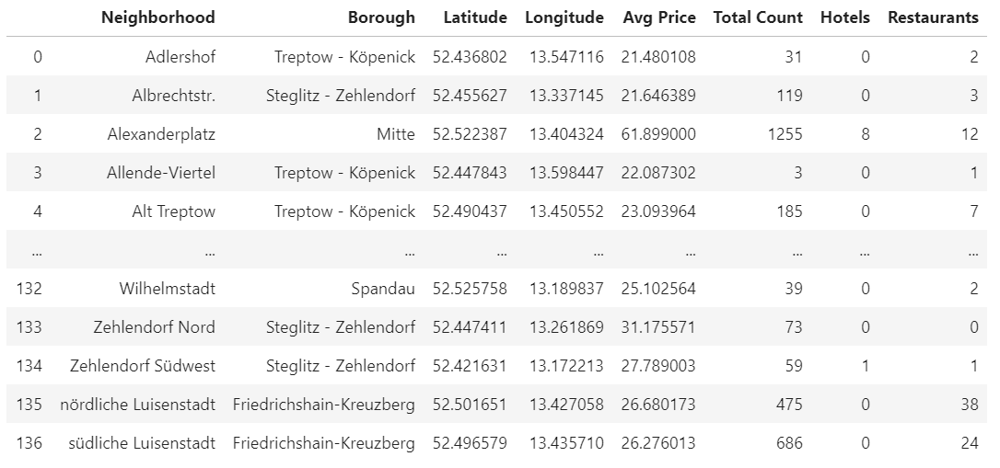 Neighborhood Borough Latitude Longitude Avg Price Total Count Hotels Restaurants
0 Adlershof Treptow - Köpenick 52.436802 13.547116 21.480108 31 0 2
1 Albrechtstr. Steglitz - Zehlendorf 52.455627 13.337145 21.646389 119 0 3
2 Alexanderplatz Mitte 52.522387 13.404324 61.899000 1255 8 12
3 Allende-Viertel Treptow - Köpenick 52.447843 13.598447 22.087302 3 0 1
4 Alt Treptow Treptow - Köpenick 52.490437 13.450552 23.093964 185 0 7
... ... ... ... ... ... ... ... ...
132 Wilhelmstadt Spandau 52.525758 13.189837 25.102564 39 0 2
133 Zehlendorf Nord Steglitz - Zehlendorf 52.447411 13.261869 31.175571 73 0 0
134 Zehlendorf Südwest Steglitz - Zehlendorf 52.421631 13.172213 27.789003 59 1 1
135 nördliche Luisenstadt Friedrichshain-Kreuzberg 52.501651 13.427058 26.680173 475 0 38
136 südliche Luisenstadt Friedrichshain-Kreuzberg 52.496579 13.435710 26.276013 686 0 24